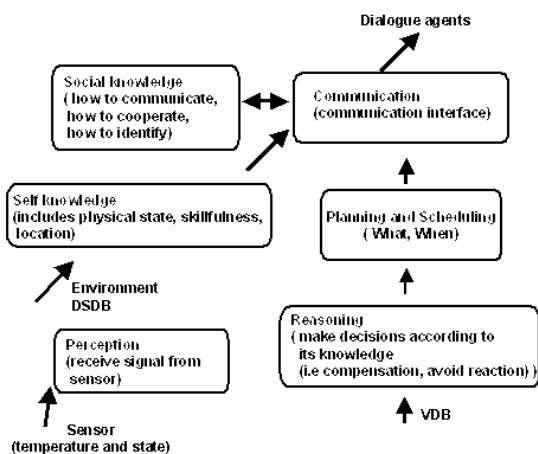 Dialogue agents
Social knowledge
( how to communicate,
how to cooperate,
how to identify)
Communication
(communication interface)
Self knowledge
(includes physical state, skillfulness,
location)
Planning and Scheduling
( What, When)
Environment
DSDB
Perception
(receive signal from
sensor)
Reasoning
( make decisions according to
its knowledge
(i.e compensation, avoid reaction) )
Sensor
(temperature and state)
VDB